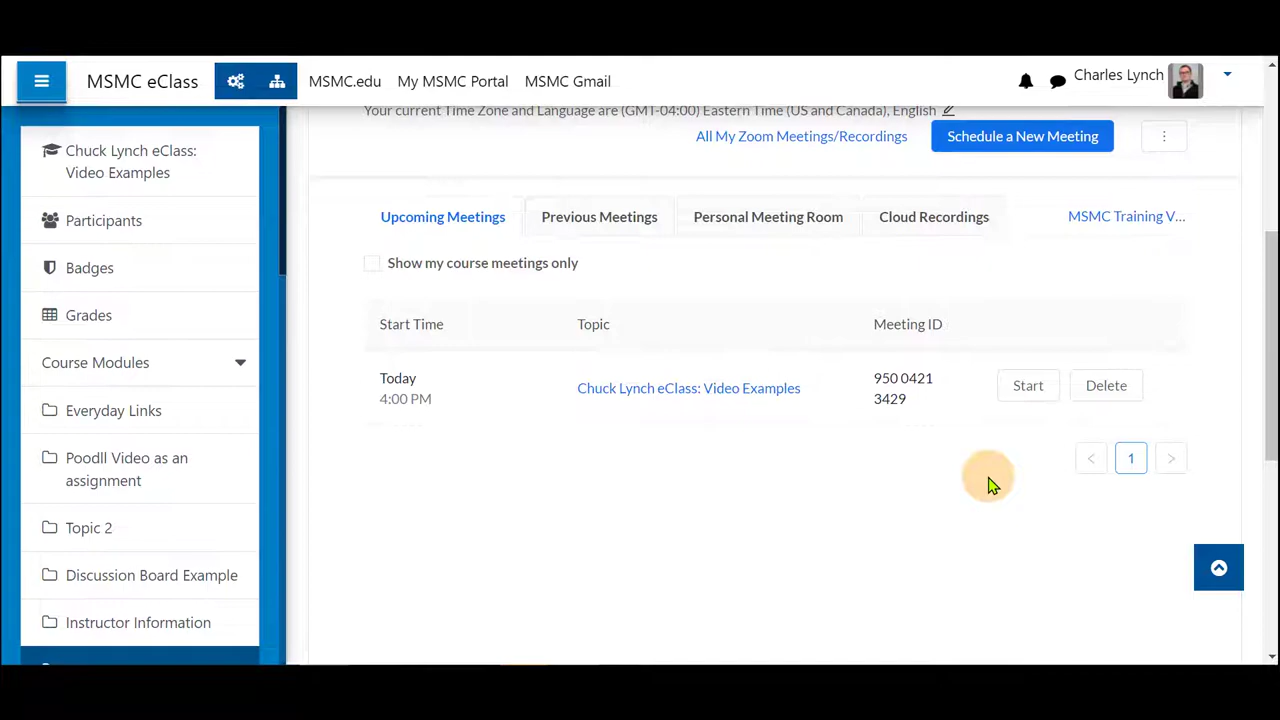 MSMC eClass MSMC.edu My MSMC Portal MSMC Gmail Charles Lynch
Your current Time Zone and Language are (GMT-04:00) Eastern Time (US and Canada), English
All My Zoom Meetings/Recordings Schedule a New Meeting
Chuck Lynch eClass:
Video Examples
Participants
Badges
Grades
Course Modules
Everyday Links
Poodll Video as an
assignment
Topic 2
Discussion Board Example
Instructor Information
Upcoming Meetings Previous Meetings Personal Meeting Room Cloud Recordings MSMC Training V...
Show my course meetings only
Start Time Topic Meeting ID
Today
4:00 PM
Chuck Lynch eClass: Video Examples
950 0421
3429
Start Delete
< 1 >